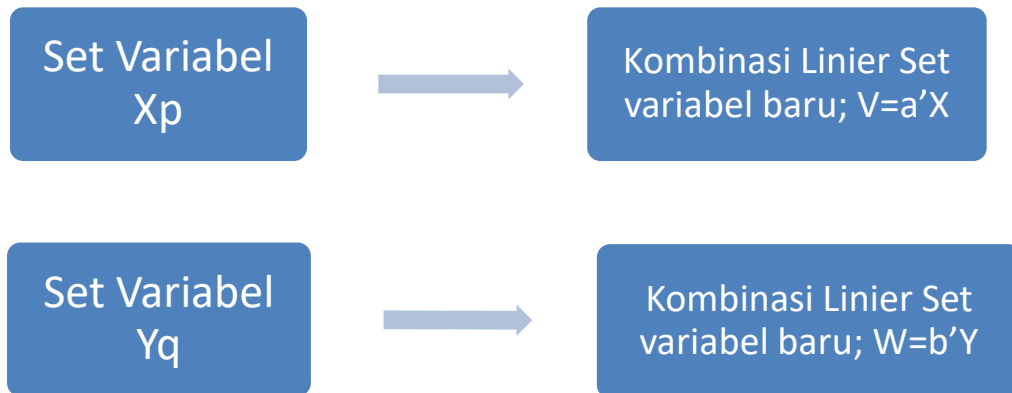 Set Variabel
Xp
Kombinasi Linier Set
variabel baru; V=a’X
Set Variabel
Yq
Kombinasi Linier Set
variabel baru; W=b’Y